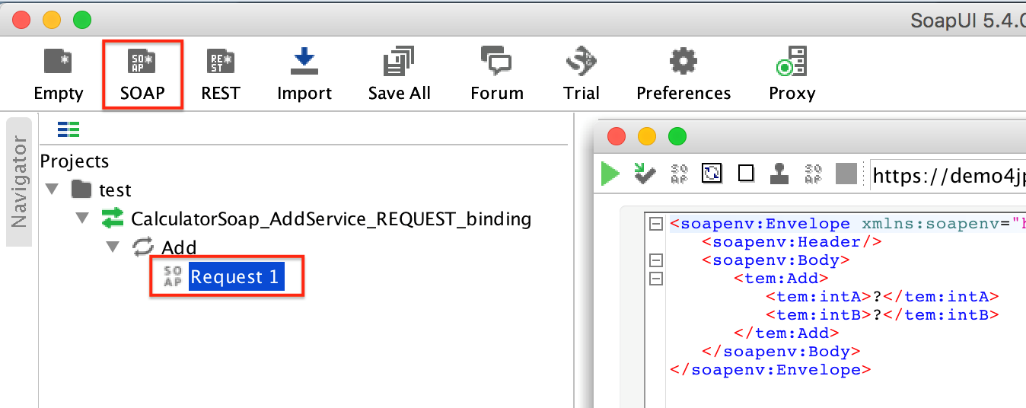 SoapUI 5.4.0
Empty SOAP REST Import Save All Forum Trial Preferences Proxy
Navigator
Projects
test
CalculatorSoap_AddService_REQUEST_binding
Add
SO AP Request 1
https://demo4jp
<soapenv:Envelope xmlns:soapenv="h
<soapenv:Header/>
<soapenv:Body>
<tem:Add>
<tem:intA>?</tem:intA>
<tem:intB>?</tem:intB>
</tem:Add>
</soapenv:Body>
</soapenv:Envelope>